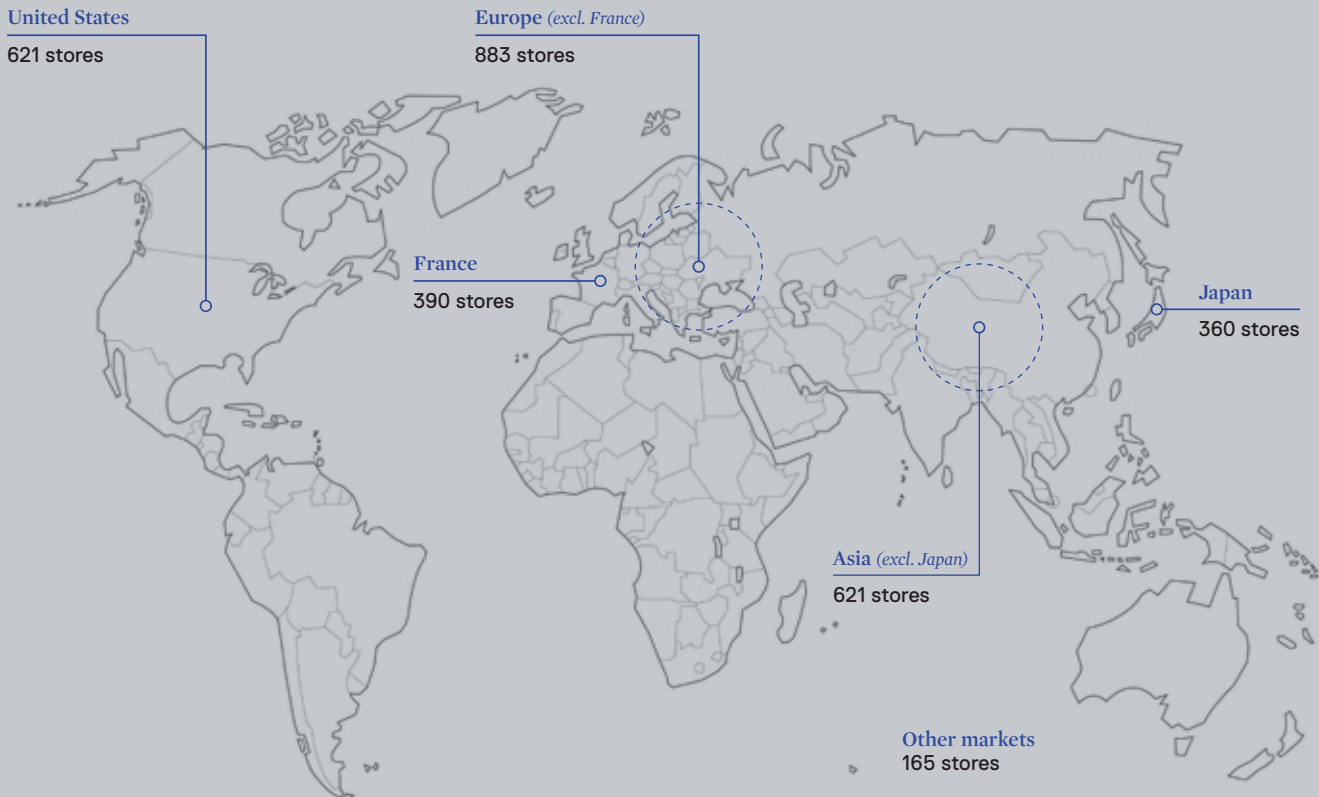 United States
621 stores
Europe (excl. France)
883 stores
France
390 stores
Japan
360 stores
Asia (excl. Japan)
621 stores
Other markets
165 stores